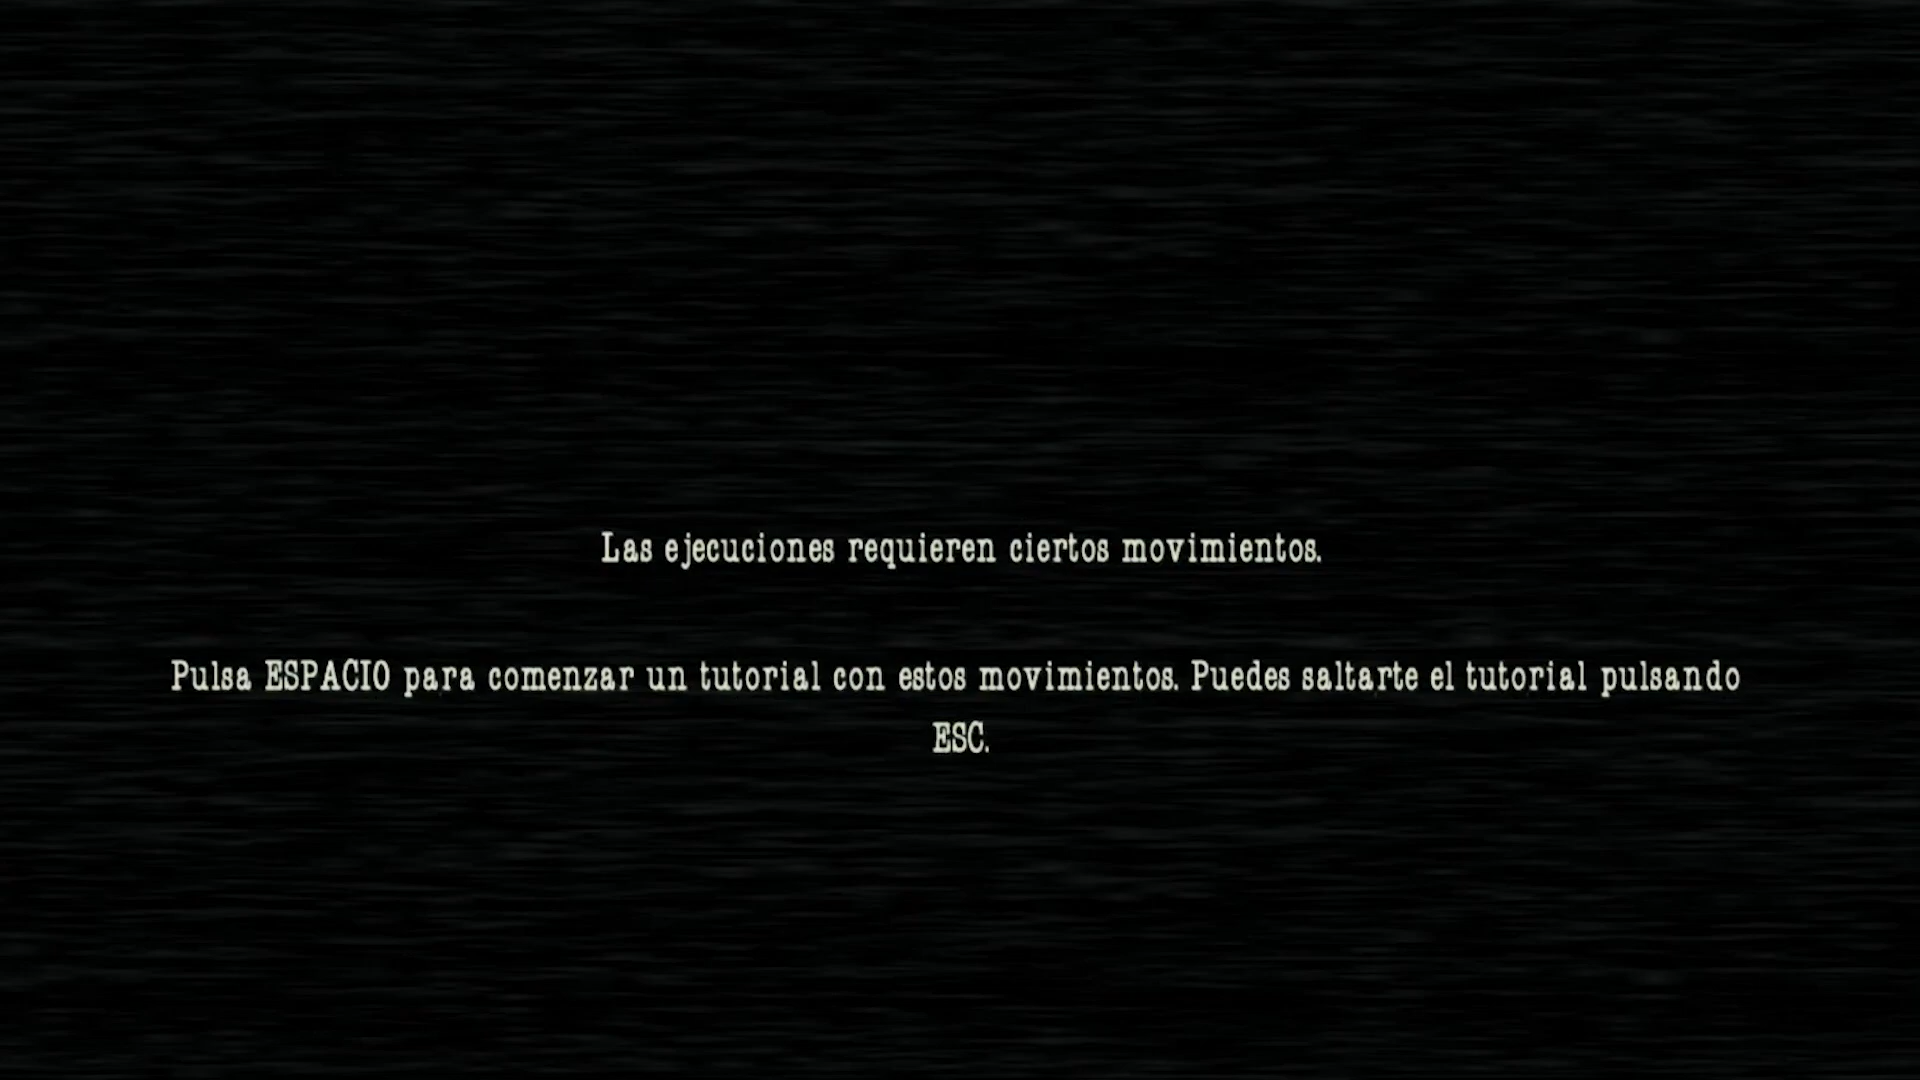 Las ejecuciones requieren ciertos movimientos.
Pulsa ESPACIO para comenzar un tutorial con estos movimientos. Puedes saltarte el tutorial pulsando
ESC.